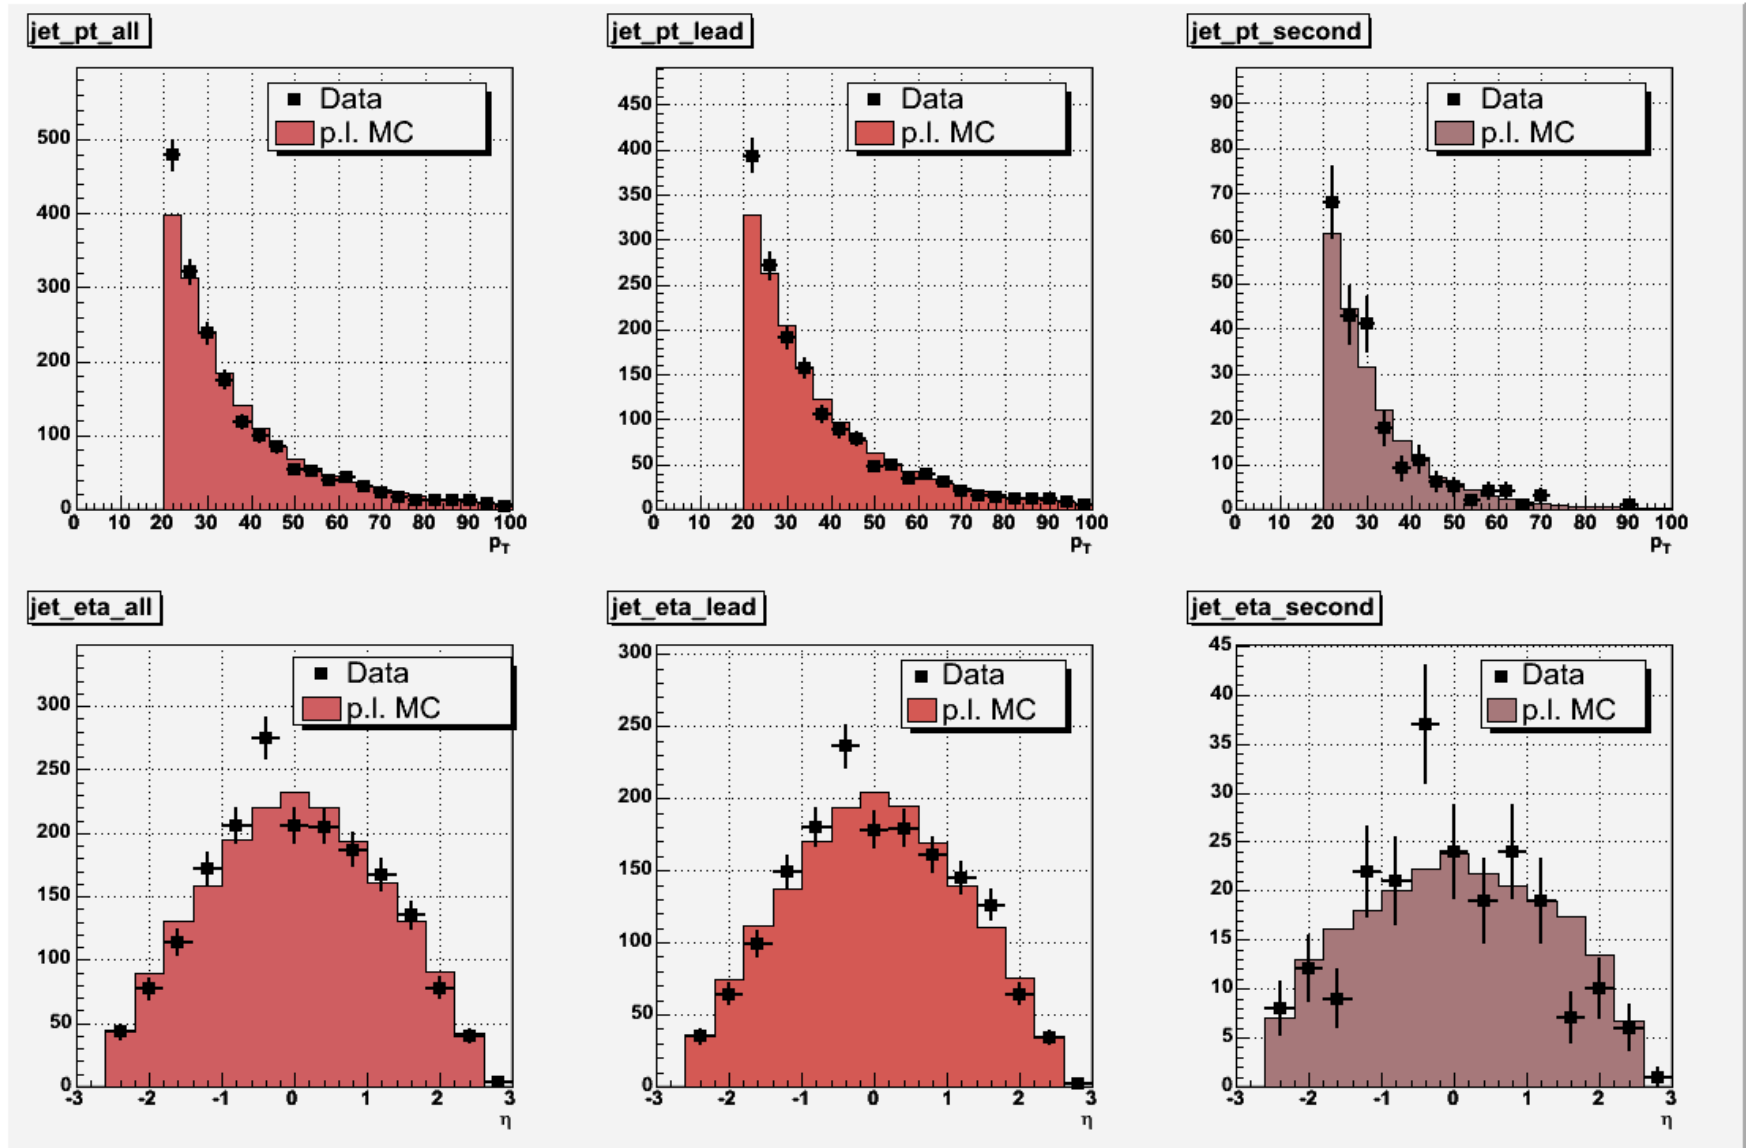 jet_pt_all
Data
p.l. MC
500
400
300
200
100
0
0 10 20 30 40 50 60 70 80 90 100
pT
jet_pt_lead
Data
p.l. MC
450
400
350
300
250
200
150
100
50
0
0 10 20 30 40 50 60 70 80 90 100
pT
jet_pt_second
Data
p.l. MC
90
80
70
60
50
40
30
20
10
0
0 10 20 30 40 50 60 70 80 90 100
pT
jet_eta_all
Data
p.l. MC
300
250
200
150
100
50
0
-3 -2 -1 0 1 2 3
η
jet_eta_lead
Data
p.l. MC
300
250
200
150
100
50
0
-3 -2 -1 0 1 2 3
η
jet_eta_second
Data
p.l. MC
45
40
35
30
25
20
15
10
5
0
-3 -2 -1 0 1 2 3
η